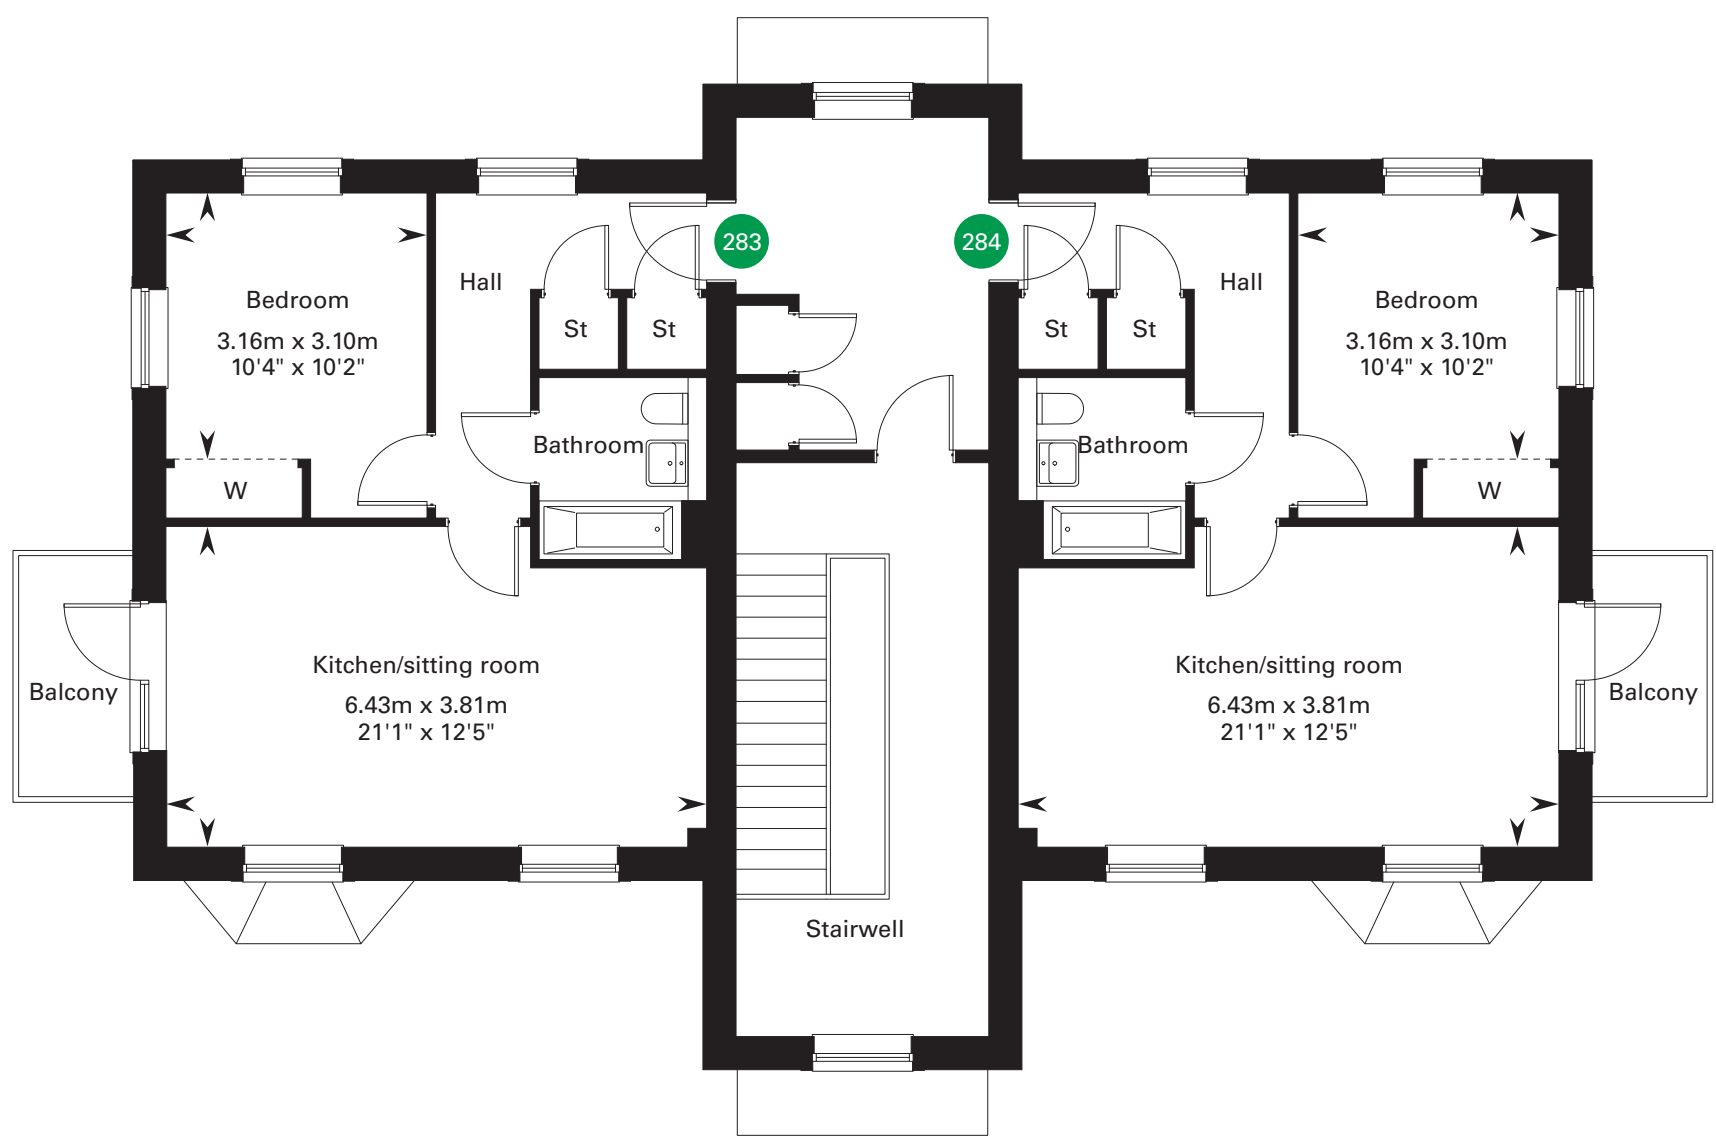 283
284
Hall
Hall
Bedroom
3.16m x 3.10m
10'4" x 10'2"
St
St
St
St
Bedroom
3.16m x 3.10m
10'4" x 10'2"
Bathroom
Bathroom
W
W
Kitchen/sitting room
6.43m x 3.81m
21'1" x 12'5"
Kitchen/sitting room
6.43m x 3.81m
21'1" x 12'5"
Balcony
Balcony
Stairwell